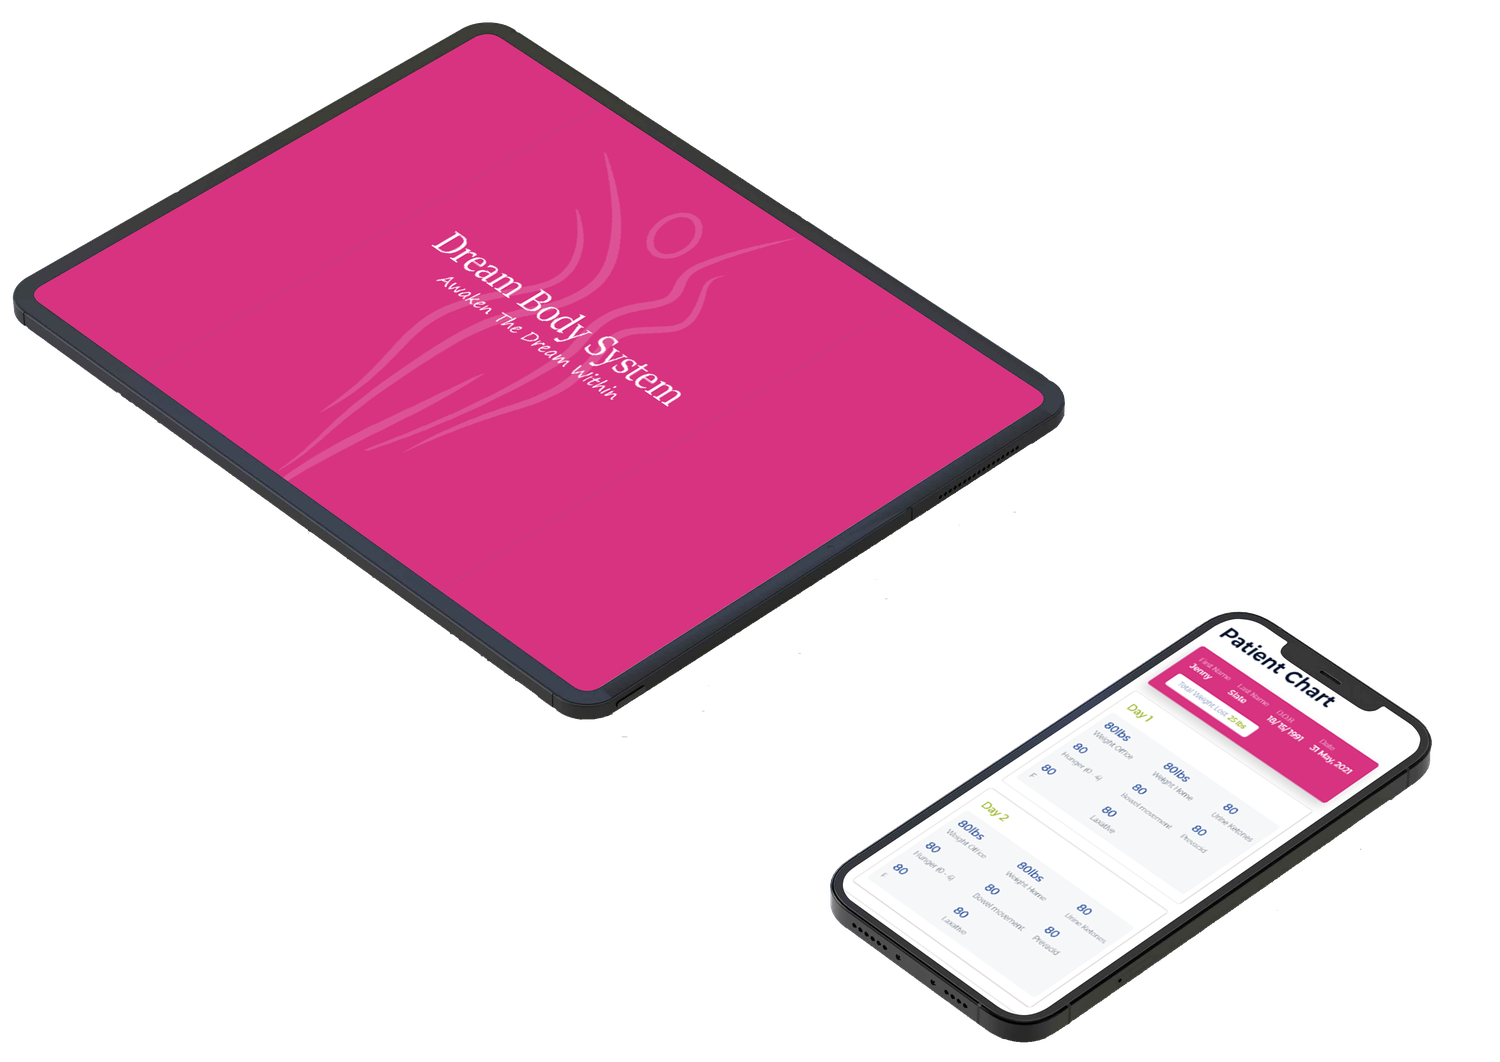 Dream Body System
Awaken The Dream Within
Patient Chart
First Name Last Name D.O.B Date
Jenny Slate 18/ 15/ 1991 31 May, 2021
Total Weight Lost 25 lbs
Day 1
80lbs 80lbs 80
Weight Office Weight Home Urine Ketones
80 80 80
Hunger (0 - 4) Bowel movement Prevacid
80 80
F Laxative
Day 2
80lbs 80lbs 80
Weight Office Weight Home Urine Ketones
80 80 80
Hunger (0 - 4) Bowel movement Prevacid
80 80
F Laxative